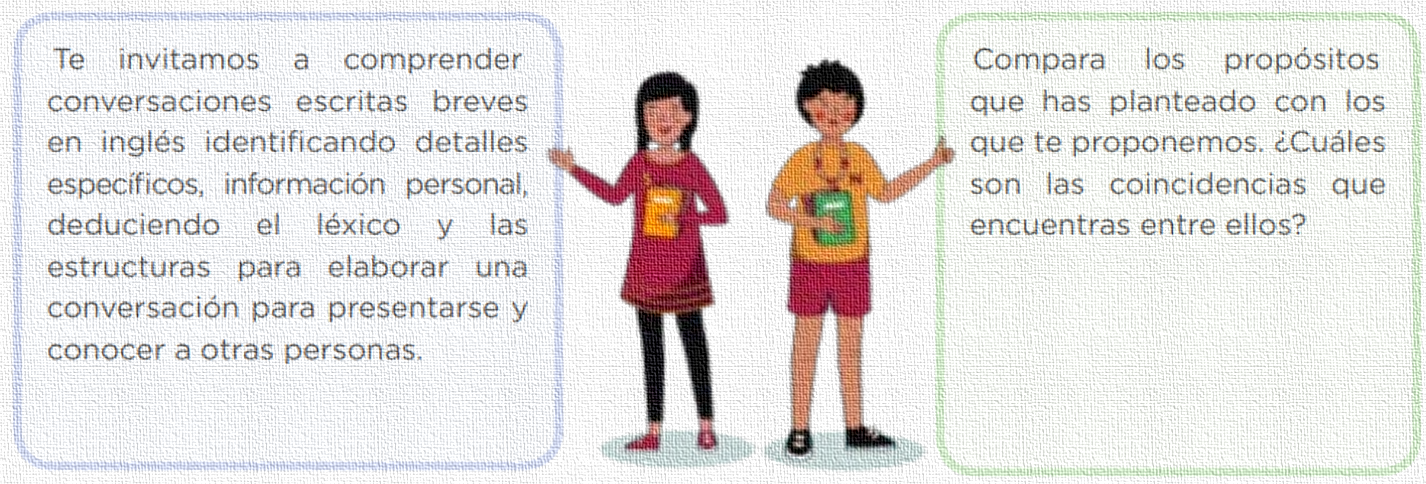 Te invitamos a comprender
conversaciones escritas breves
en inglés identificando detalles
específicos, información personal,
deduciendo el léxico y las
estructuras para elaborar una
conversación para presentarse y
conocer a otras personas.
Compara los propósitos
que has planteado con los
que te proponemos. ¿Cuáles
son las coincidencias que
encuentras entre ellos?